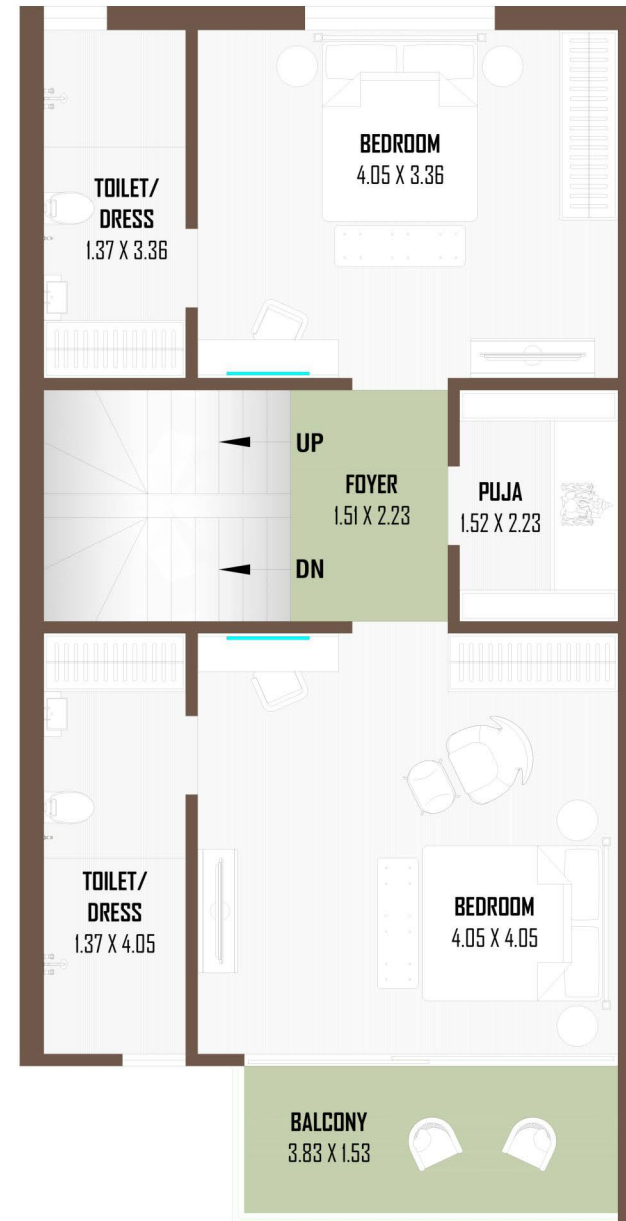 BEDROOM
4.05 X 3.36
TOILET/
DRESS
1.37 X 3.36
UP
FOYER
1.51 X 2.23
PUJA
1.52 X 2.23
DN
TOILET/
DRESS
1.37 X 4.05
BEDROOM
4.05 X 4.05
BALCONY
3.83 X 1.53